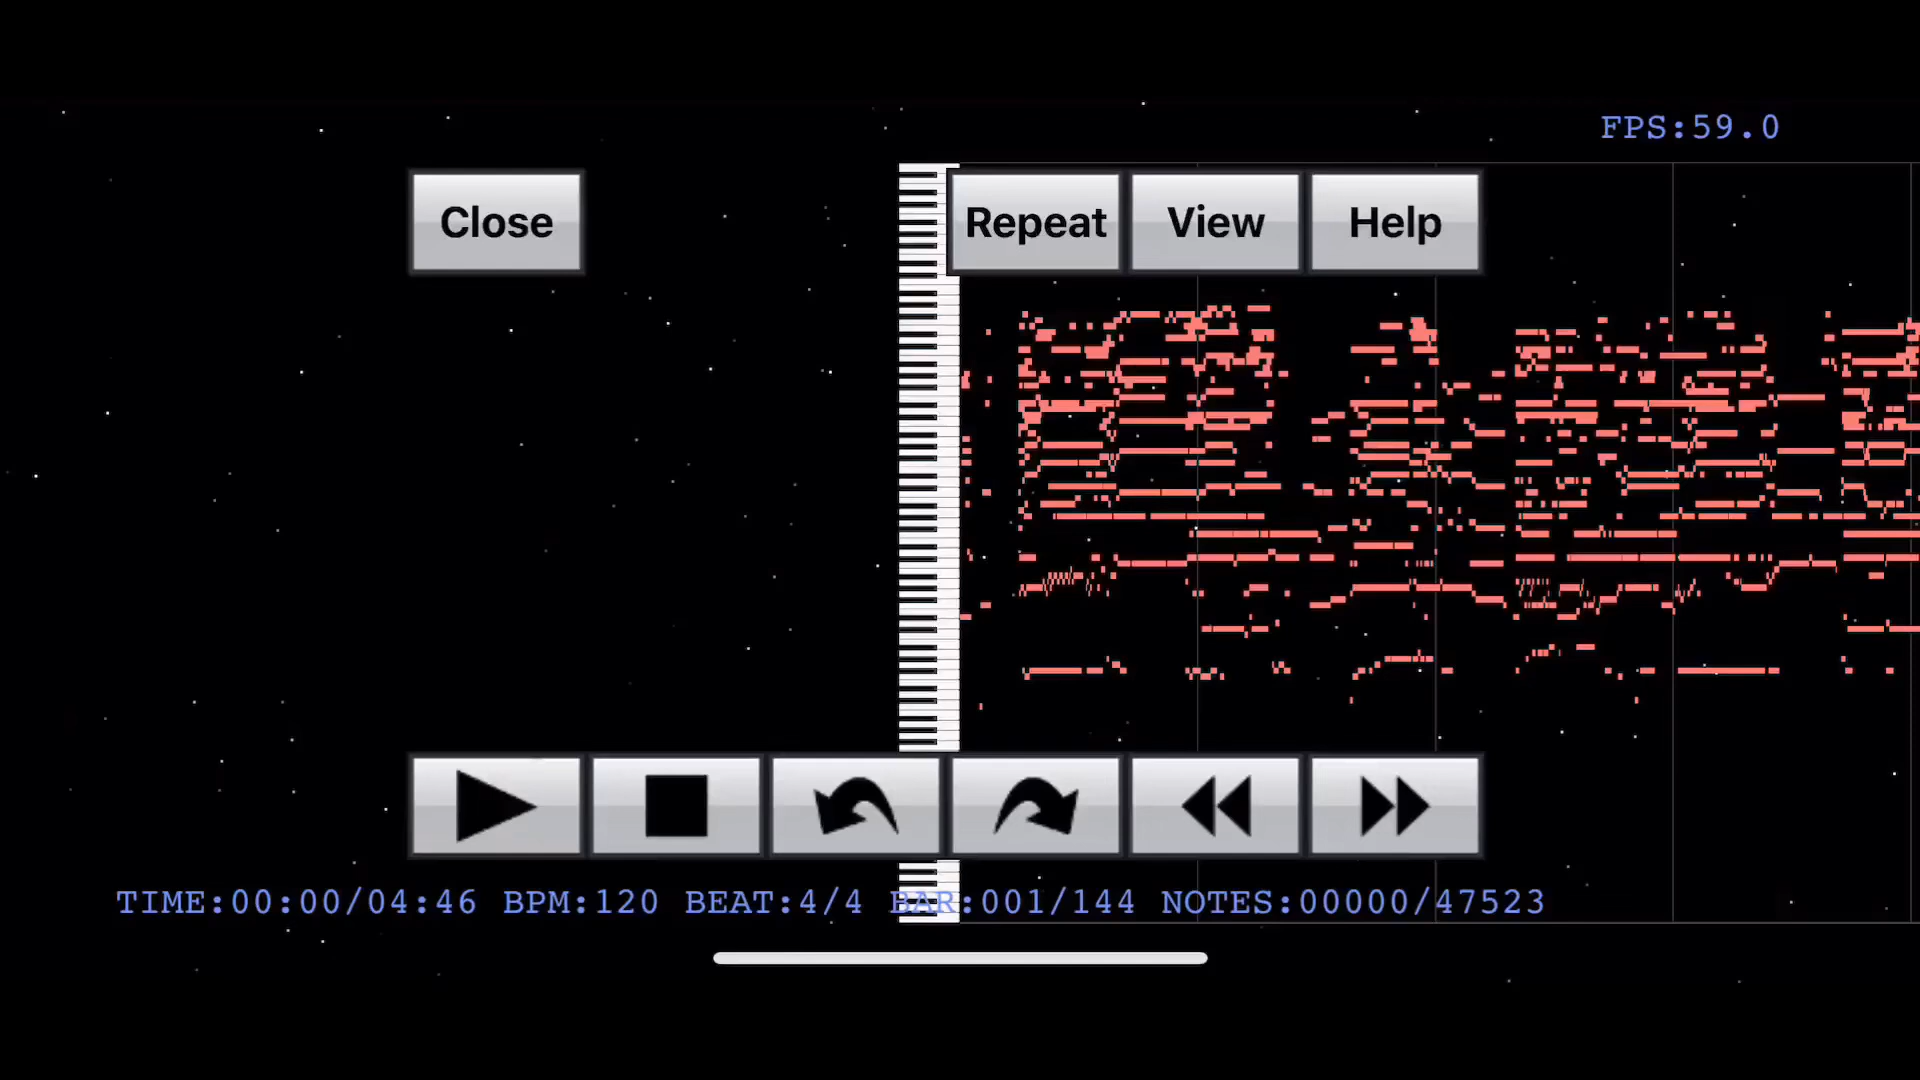 FPS:59.0
Close Repeat View Help
TIME:00:00/04:46 BPM:120 BEAT:4/4 BAR:001/144 NOTES:00000/47523